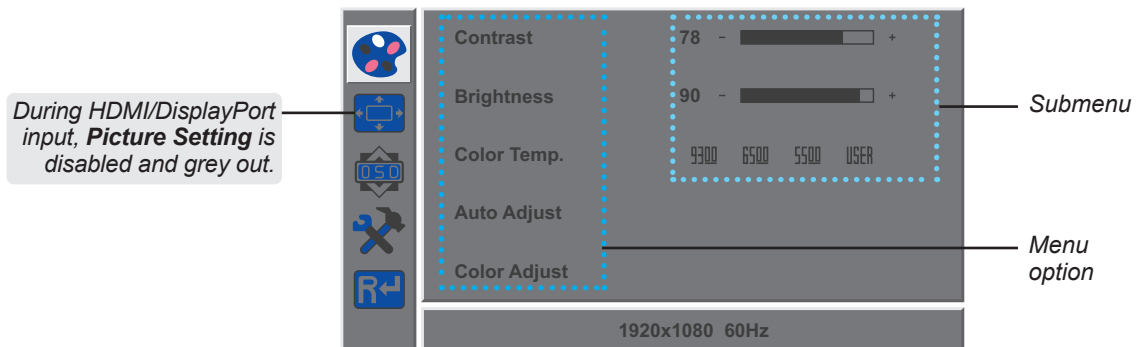 Contrast 78 - +
During HDMI/DisplayPort
input, Picture Setting is
disabled and grey out.
Brightness 90 - +
Submenu
OSD
Color Temp. 9300 6500 5500 USER
Auto Adjust
Menu
option
Color Adjust
R
1920x1080 60Hz